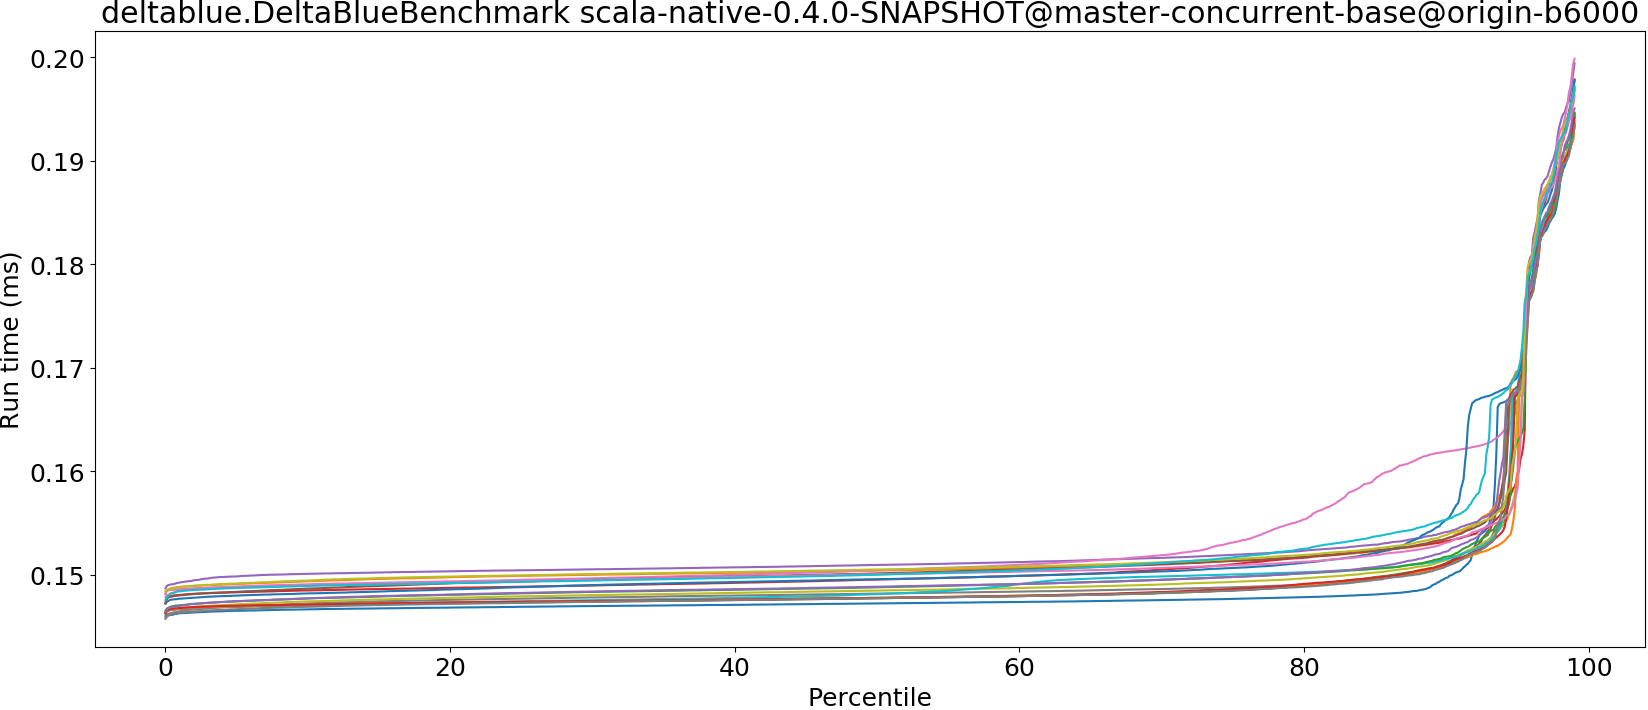 deltablue.DeltaBlueBenchmark scala-native-0.4.0-SNAPSHOT@master-concurrent-base@origin-b6000
0.20
0.19
0.18
0.17
0.16
0.15
Run time (ms)
0 20 40 60 80 100
Percentile